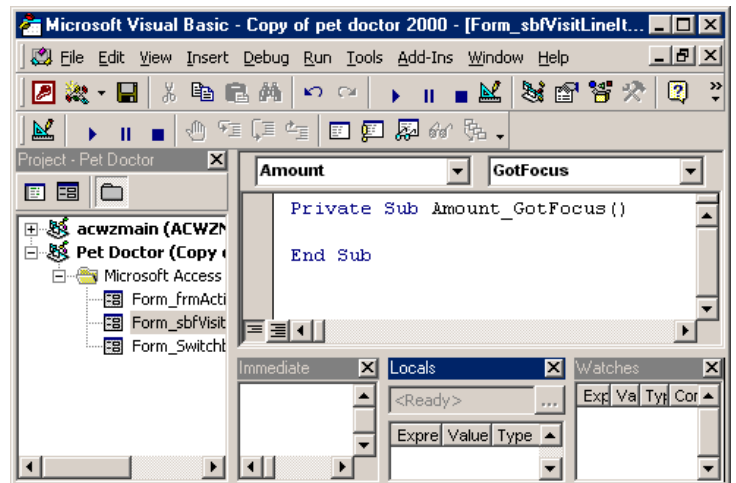 Microsoft Visual Basic - Copy of pet doctor 2000 - [Form_sbfVisitLineIt...
File Edit View Insert Debug Run Tools Add-Ins Window Help
Project - Pet Doctor
Amount
GotFocus
acwzmain (ACWZM
Pet Doctor (Copy
Microsoft Access
Form_frmActi
Form_sbfVisit
Form_Switch
Private Sub Amount_GotFocus()
End Sub
Immediate
Locals
<Ready>
...
Expre Value Type
Watches
Exp Va Typ Cor